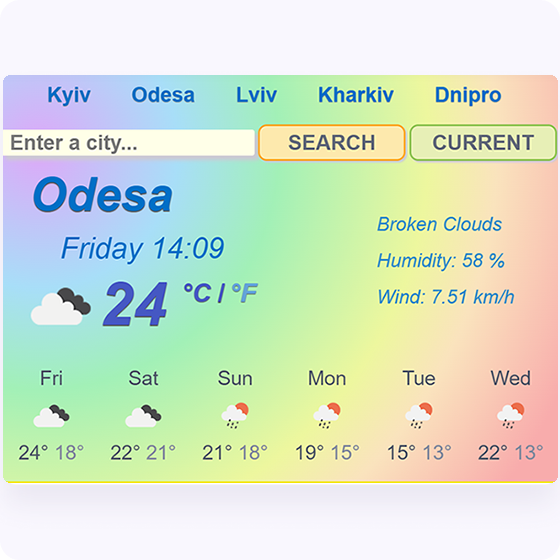 Kyiv Odesa Lviv Kharkiv Dnipro
Enter a city... SEARCH CURRENT
Odesa
Friday 14:09
24 °C / °F
Broken Clouds
Humidity: 58 %
Wind: 7.51 km/h
Fri Sat Sun Mon Tue Wed
24° 18° 22° 21° 21° 18° 19° 15° 15° 13° 22° 13°